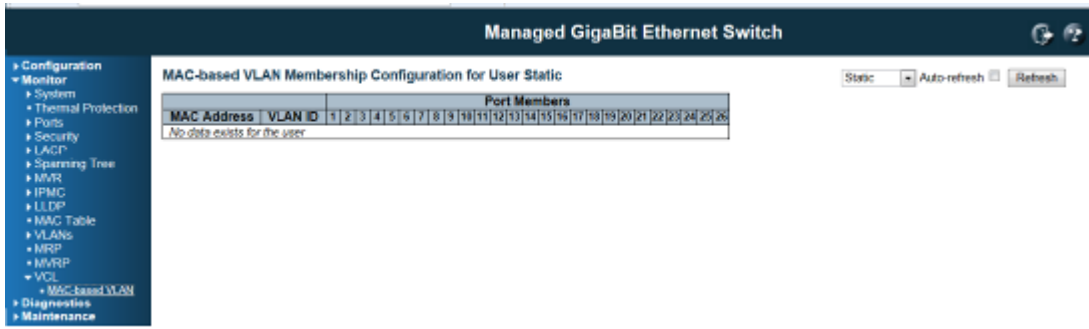 Managed GigaBit Ethernet Switch
Configuration
Monitor
System
Thermal Protection
Ports
Security
LACP
Spanning Tree
MVR
IPMC
LLDP
MAC Table
VLANs
MRP
MVRP
VCL
MAC-based VLAN
Diagnostics
Maintenance
MAC-based VLAN Membership Configuration for User Static
Static Auto-refresh Refresh
Port Members
MAC Address VLAN ID 1 2 3 4 5 6 7 8 9 10 11 12 13 14 15 16 17 18 19 20 21 22 23 24 25 26
No data exists for the user